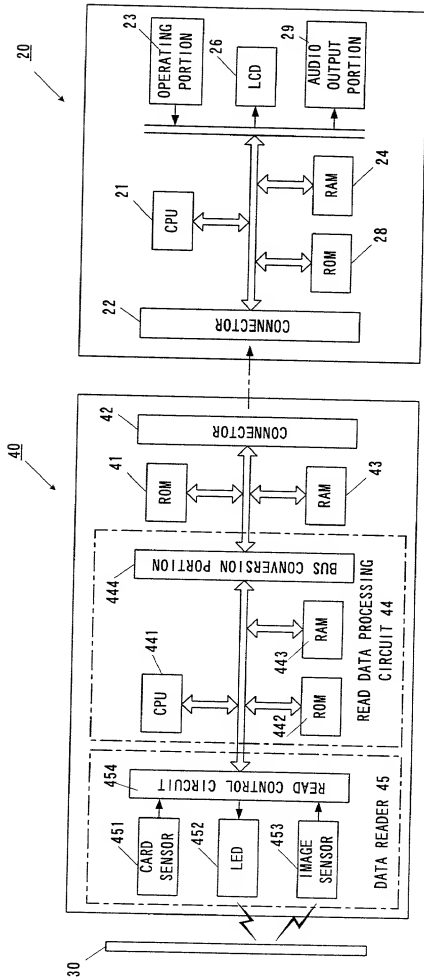 20
23
OPERATING
PORTION
26
LCD
29
AUDIO
OUTPUT
PORTION
21
CPU
RAM
24
ROM
28
22
CONNECTOR
40
42
CONNECTOR
41
ROM
RAM
43
444
BUS CONVERSION PORTION
441
CPU
RAM
443
ROM
442
READ DATA PROCESSING
CIRCUIT 44
454
READ CONTROL CIRCUIT
451
CARD
SENSOR
452
LED
453
IMAGE
SENSOR
DATA READER 45
30